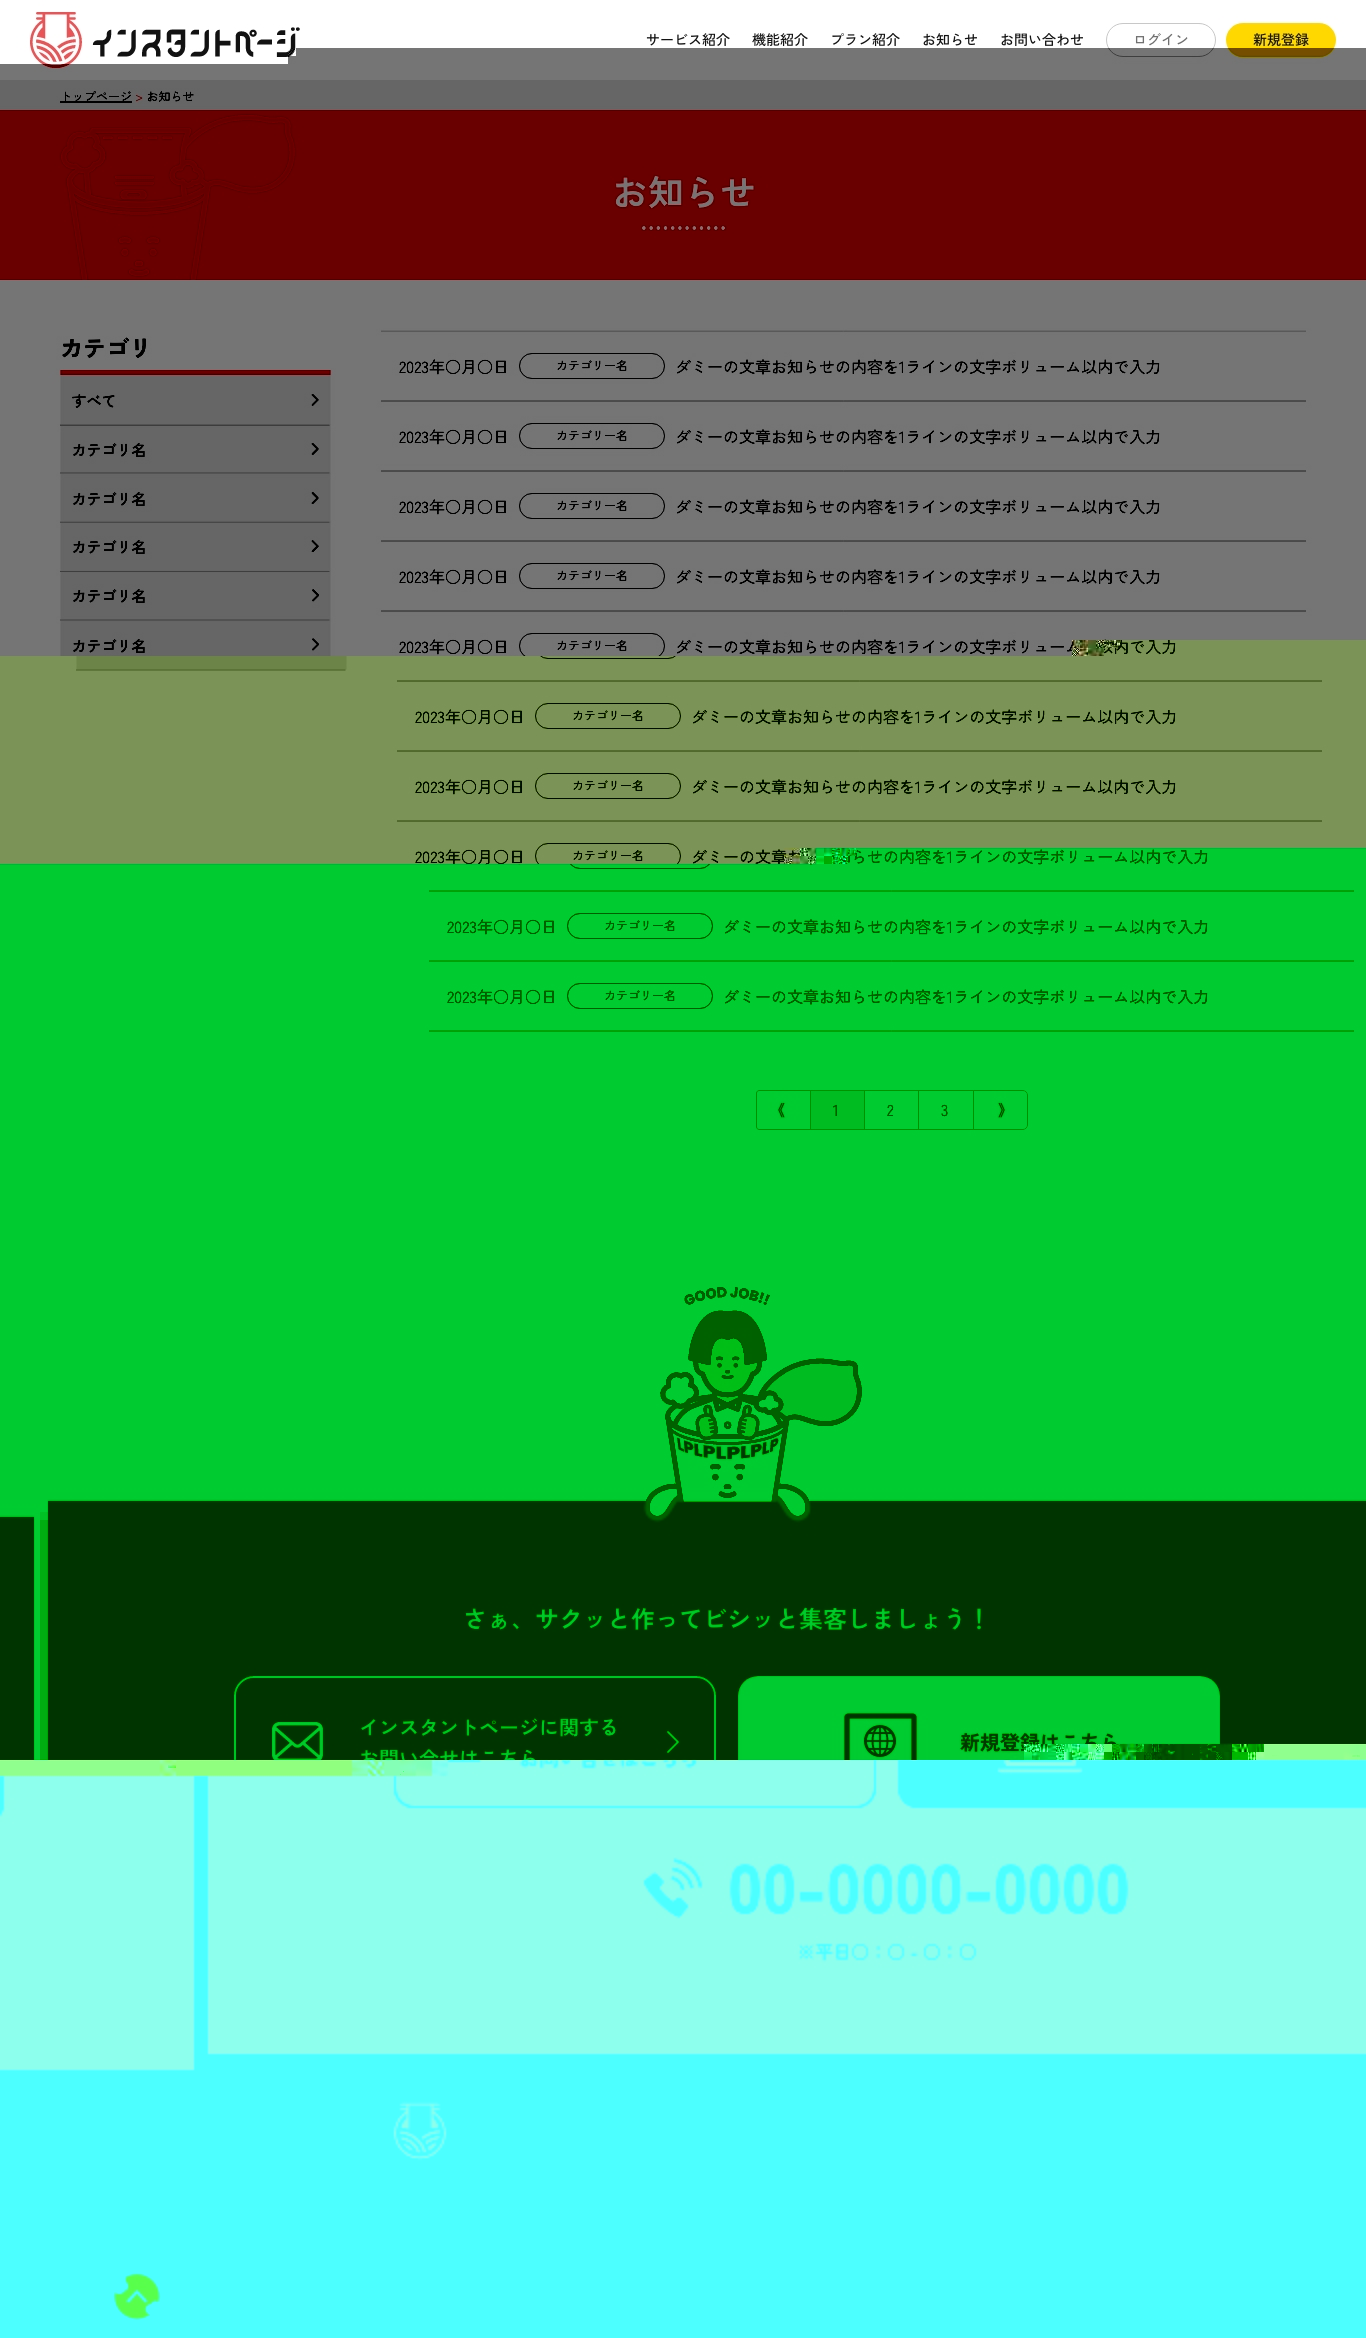 インスタントページ
サービス紹介 機能紹介 プラン紹介 お知らせ お問い合わせ ログイン 新規登録
トップページ > お知らせ
お知らせ
カテゴリ
すべて
カテゴリ名
カテゴリ名
カテゴリ名
カテゴリ名
カテゴリ名
2023年〇月〇日 カテゴリー名 ダミーの文章お知らせの内容を1ラインの文字ボリューム以内で入力
2023年〇月〇日 カテゴリー名 ダミーの文章お知らせの内容を1ラインの文字ボリューム以内で入力
2023年〇月〇日 カテゴリー名 ダミーの文章お知らせの内容を1ラインの文字ボリューム以内で入力
2023年〇月〇日 カテゴリー名 ダミーの文章お知らせの内容を1ラインの文字ボリューム以内で入力
2023年〇月〇日 カテゴリー名 ダミーの文章お知らせの内容を1ラインの文字ボリューム以内で入力
2023年〇月〇日 カテゴリー名 ダミーの文章お知らせの内容を1ラインの文字ボリューム以内で入力
2023年〇月〇日 カテゴリー名 ダミーの文章お知らせの内容を1ラインの文字ボリューム以内で入力
2023年〇月〇日 カテゴリー名 ダミーの文章お知らせの内容を1ラインの文字ボリューム以内で入力
2023年〇月〇日 カテゴリー名 ダミーの文章お知らせの内容を1ラインの文字ボリューム以内で入力
2023年〇月〇日 カテゴリー名 ダミーの文章お知らせの内容を1ラインの文字ボリューム以内で入力
《 1 2 3 》
GOOD JOB!!
LPLPLPLPLP
さぁ、サクッと作ってビシッと集客しましょう！
インスタントページに関する
お問い合せはこちら
新規登録はこちら
00-0000-0000
※平日〇：〇 - 〇：〇